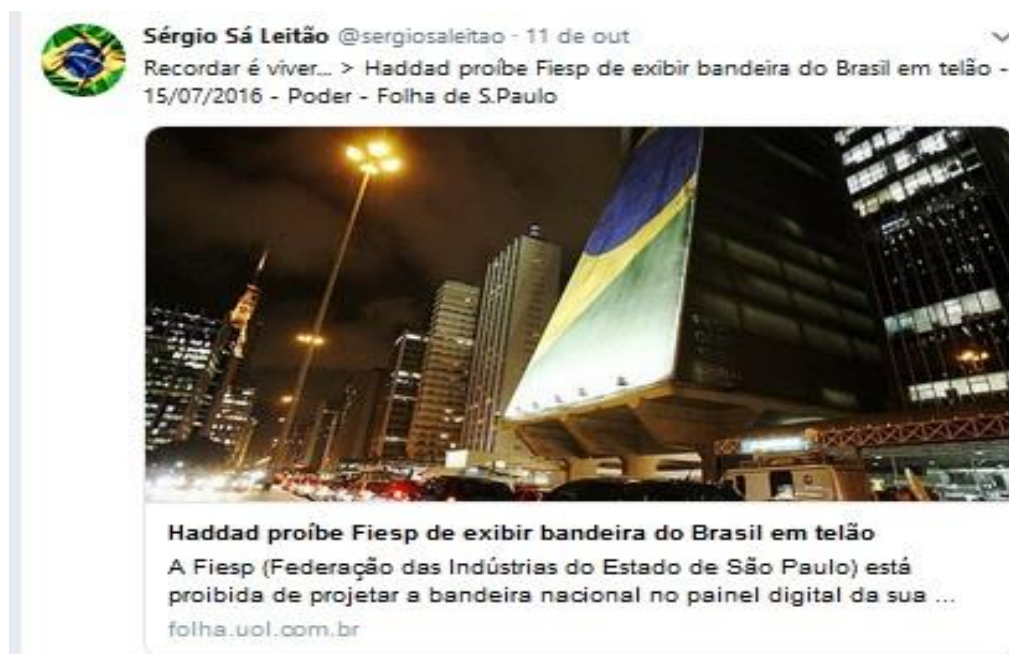 Sérgio Sá Leitão @sergiosaleitao · 11 de out
Recordar é viver... > Haddad proíbe Fiesp de exibir bandeira do Brasil em telão -
15/07/2016 - Poder - Folha de S.Paulo
Haddad proíbe Fiesp de exibir bandeira do Brasil em telão
A Fiesp (Federação das Indústrias do Estado de São Paulo) está
proibida de projetar a bandeira nacional no painel digital da sua ...
folha.uol.com.br